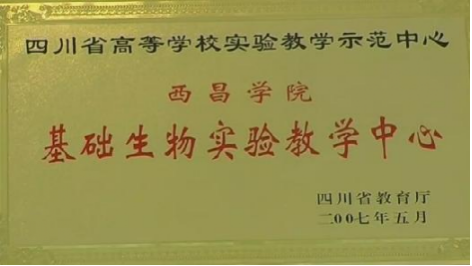 四川省高等学校实验教学示范中心
西昌学院
基础生物实验教学中心
四川省教育厅
二00七年五月